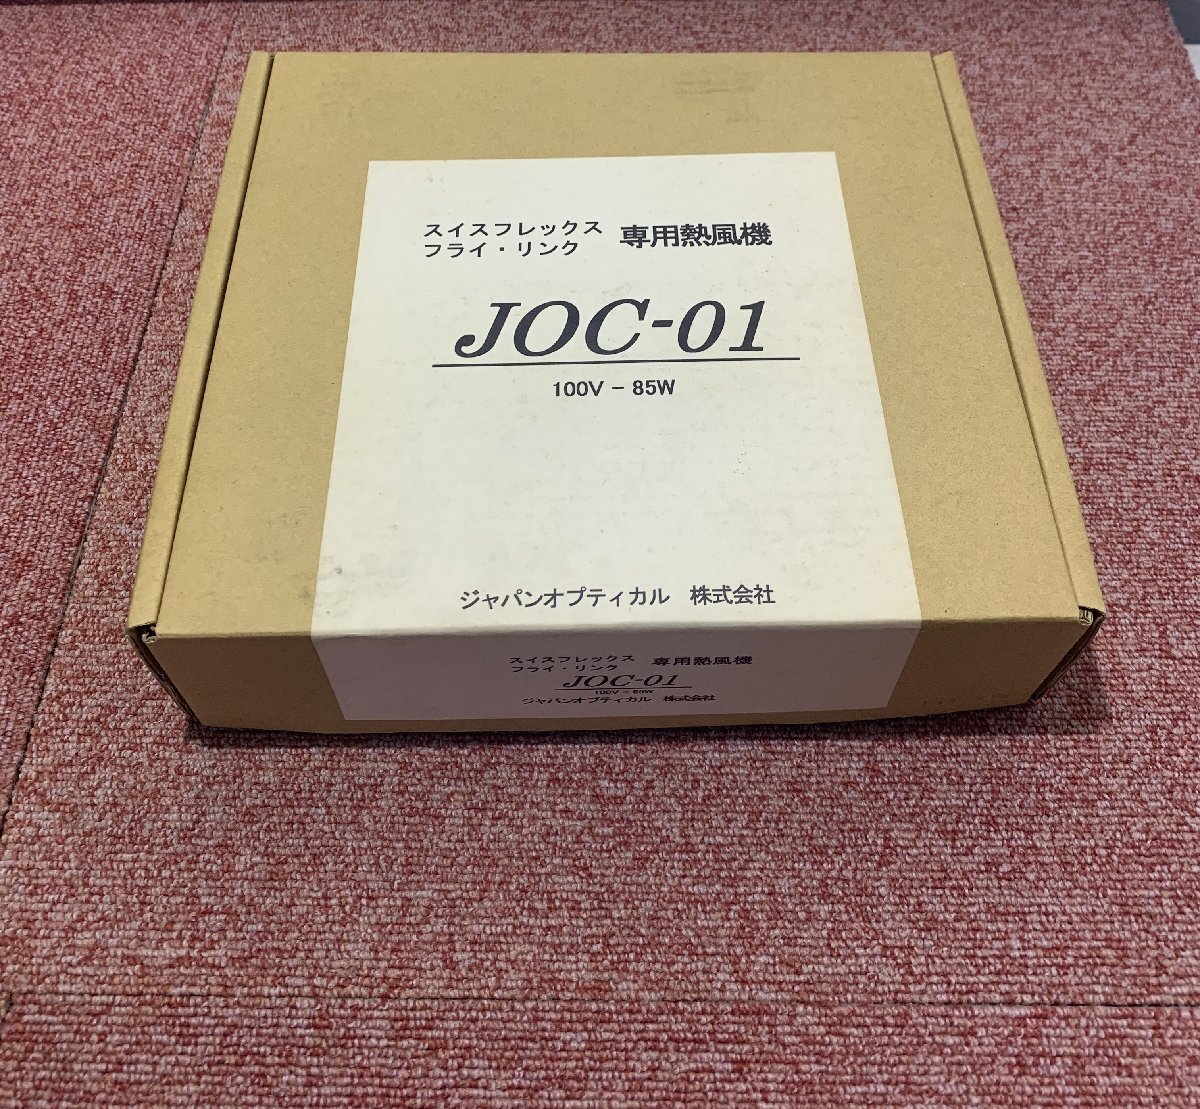 スイスフレックス
フライ・リンク 専用熱風機
JOC-01
100V－85W
ジャパンオプティカル 株式会社
スイスフレックス
フライ・リンク 専用熱風機
JOC-01
100V－85W
ジャパンオプティカル 株式会社